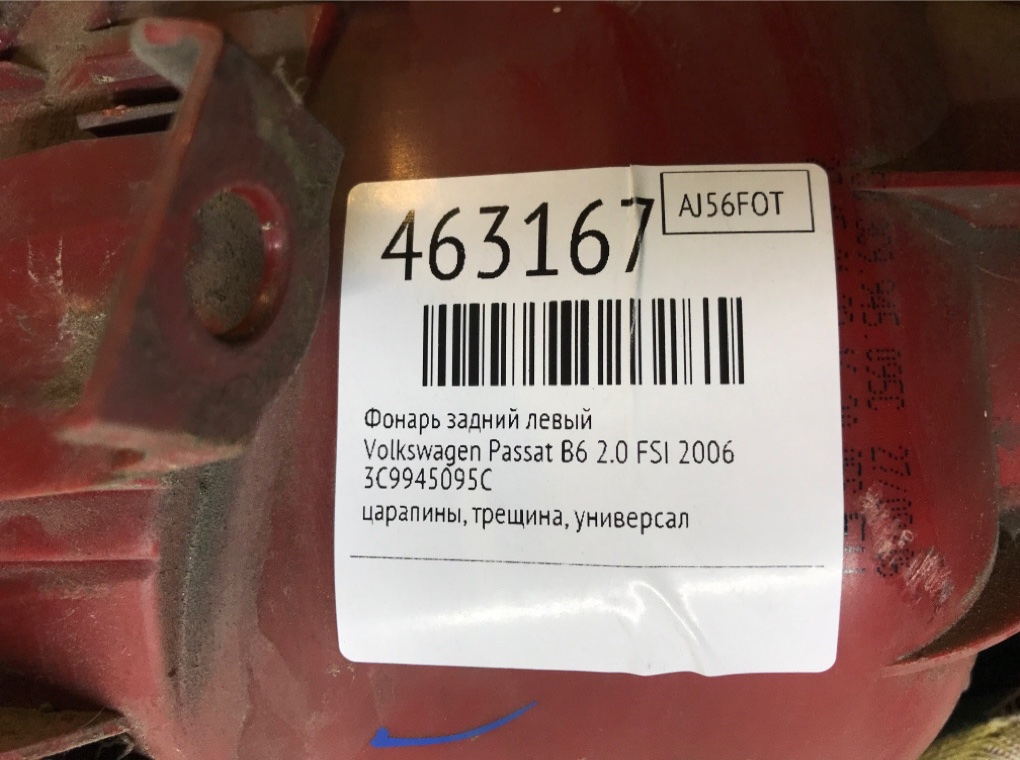 463167
AJ56FOT
Фонарь задний левый
Volkswagen Passat B6 2.0 FSI 2006
3C9945095C
царапины, трещина, универсал